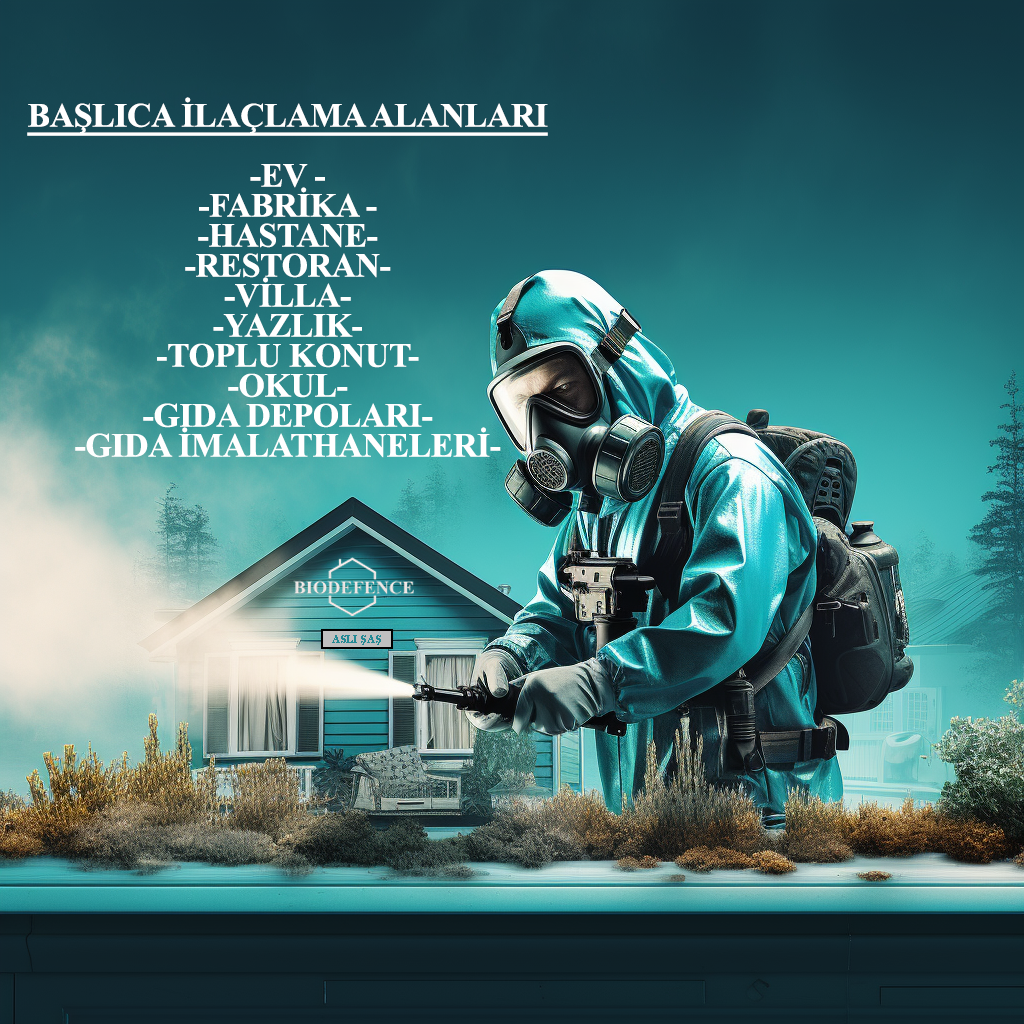 BAŞLICA İLAÇLAMA ALANLARI
-EV -
-FABRİKA -
-HASTANE-
-RESTORAN-
-VİLLA-
-YAZLIK-
-TOPLU KONUT-
-OKUL-
-GIDA DEPOLARI-
-GIDA İMALATHANELERİ-
BIODEFENCE
ASLI ŞAŞ